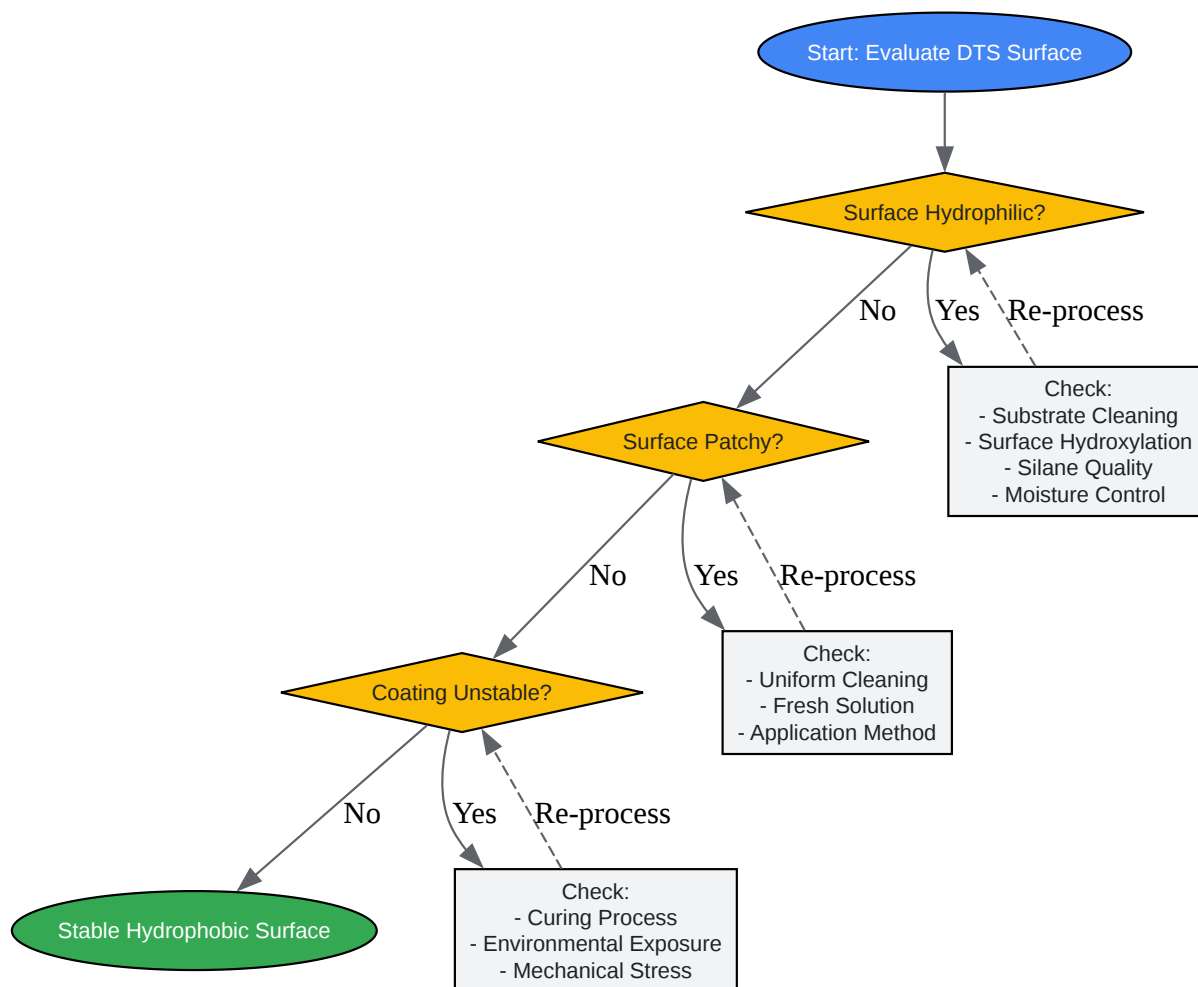 Start: Evaluate DTS Surface
Surface Hydrophilic?
No
Yes
Re-process
Check:
- Substrate Cleaning
- Surface Hydroxylation
- Silane Quality
- Moisture Control
Surface Patchy?
No
Yes
Re-process
Check:
- Uniform Cleaning
- Fresh Solution
- Application Method
Coating Unstable?
No
Yes
Re-process
Check:
- Curing Process
- Environmental Exposure
- Mechanical Stress
Stable Hydrophobic Surface